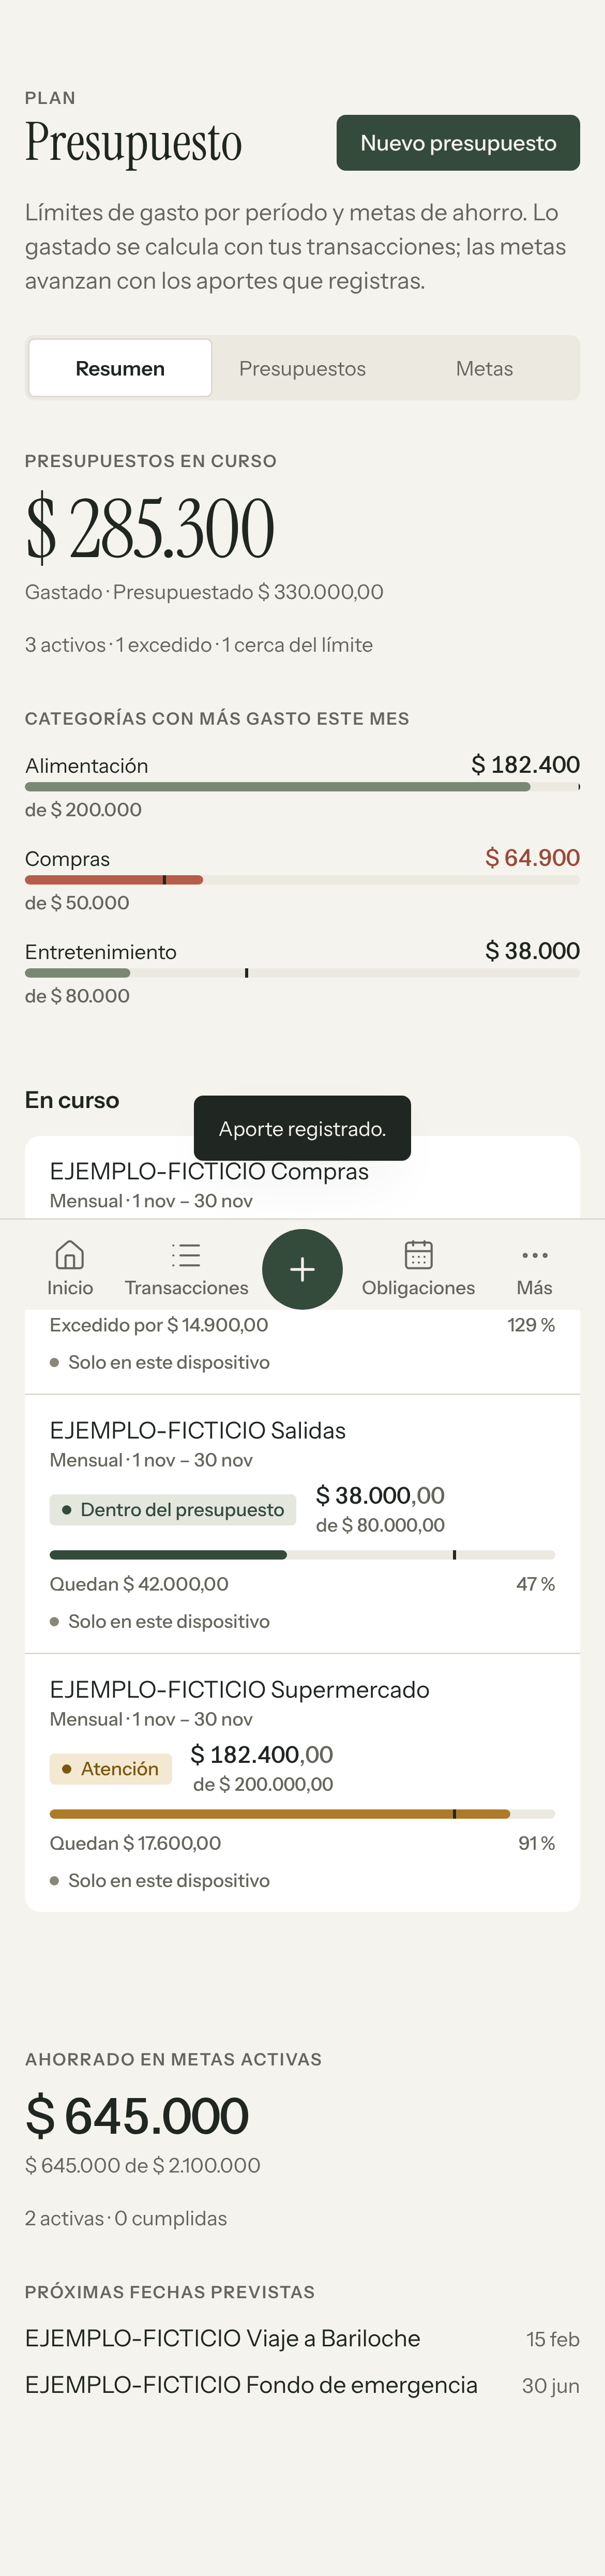 PLAN
Presupuesto
Nuevo presupuesto
Límites de gasto por período y metas de ahorro. Lo
gastado se calcula con tus transacciones; las metas
avanzan con los aportes que registras.
Resumen
Presupuestos
Metas
PRESUPUESTOS EN CURSO
$ 285.300
Gastado · Presupuestado $ 330.000,00
3 activos · 1 excedido · 1 cerca del límite
CATEGORÍAS CON MÁS GASTO ESTE MES
Alimentación $ 182.400
de $ 200.000
Compras $ 64.900
de $ 50.000
Entretenimiento $ 38.000
de $ 80.000
En curso
Aporte registrado.
EJEMPLO-FICTICIO Compras
Mensual · 1 nov – 30 nov
Inicio
Transacciones
Obligaciones
Más
Excedido por $ 14.900,00 129 %
Solo en este dispositivo
EJEMPLO-FICTICIO Salidas
Mensual · 1 nov – 30 nov
Dentro del presupuesto
$ 38.000,00
de $ 80.000,00
Quedan $ 42.000,00 47 %
Solo en este dispositivo
EJEMPLO-FICTICIO Supermercado
Mensual · 1 nov – 30 nov
Atención
$ 182.400,00
de $ 200.000,00
Quedan $ 17.600,00 91 %
Solo en este dispositivo
AHORRADO EN METAS ACTIVAS
$ 645.000
$ 645.000 de $ 2.100.000
2 activas · 0 cumplidas
PRÓXIMAS FECHAS PREVISTAS
EJEMPLO-FICTICIO Viaje a Bariloche 15 feb
EJEMPLO-FICTICIO Fondo de emergencia 30 jun